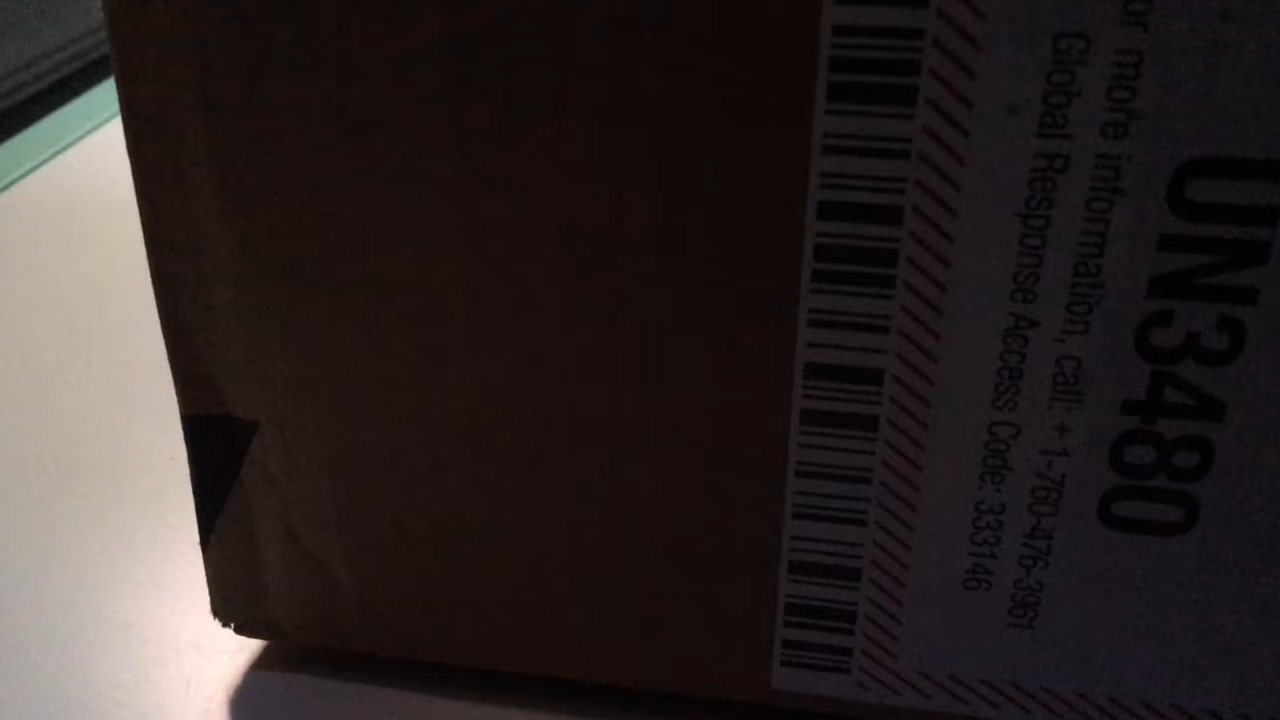 UN3480
or more information, call: +1-760-476-3961
Global Response Access Code: 333146